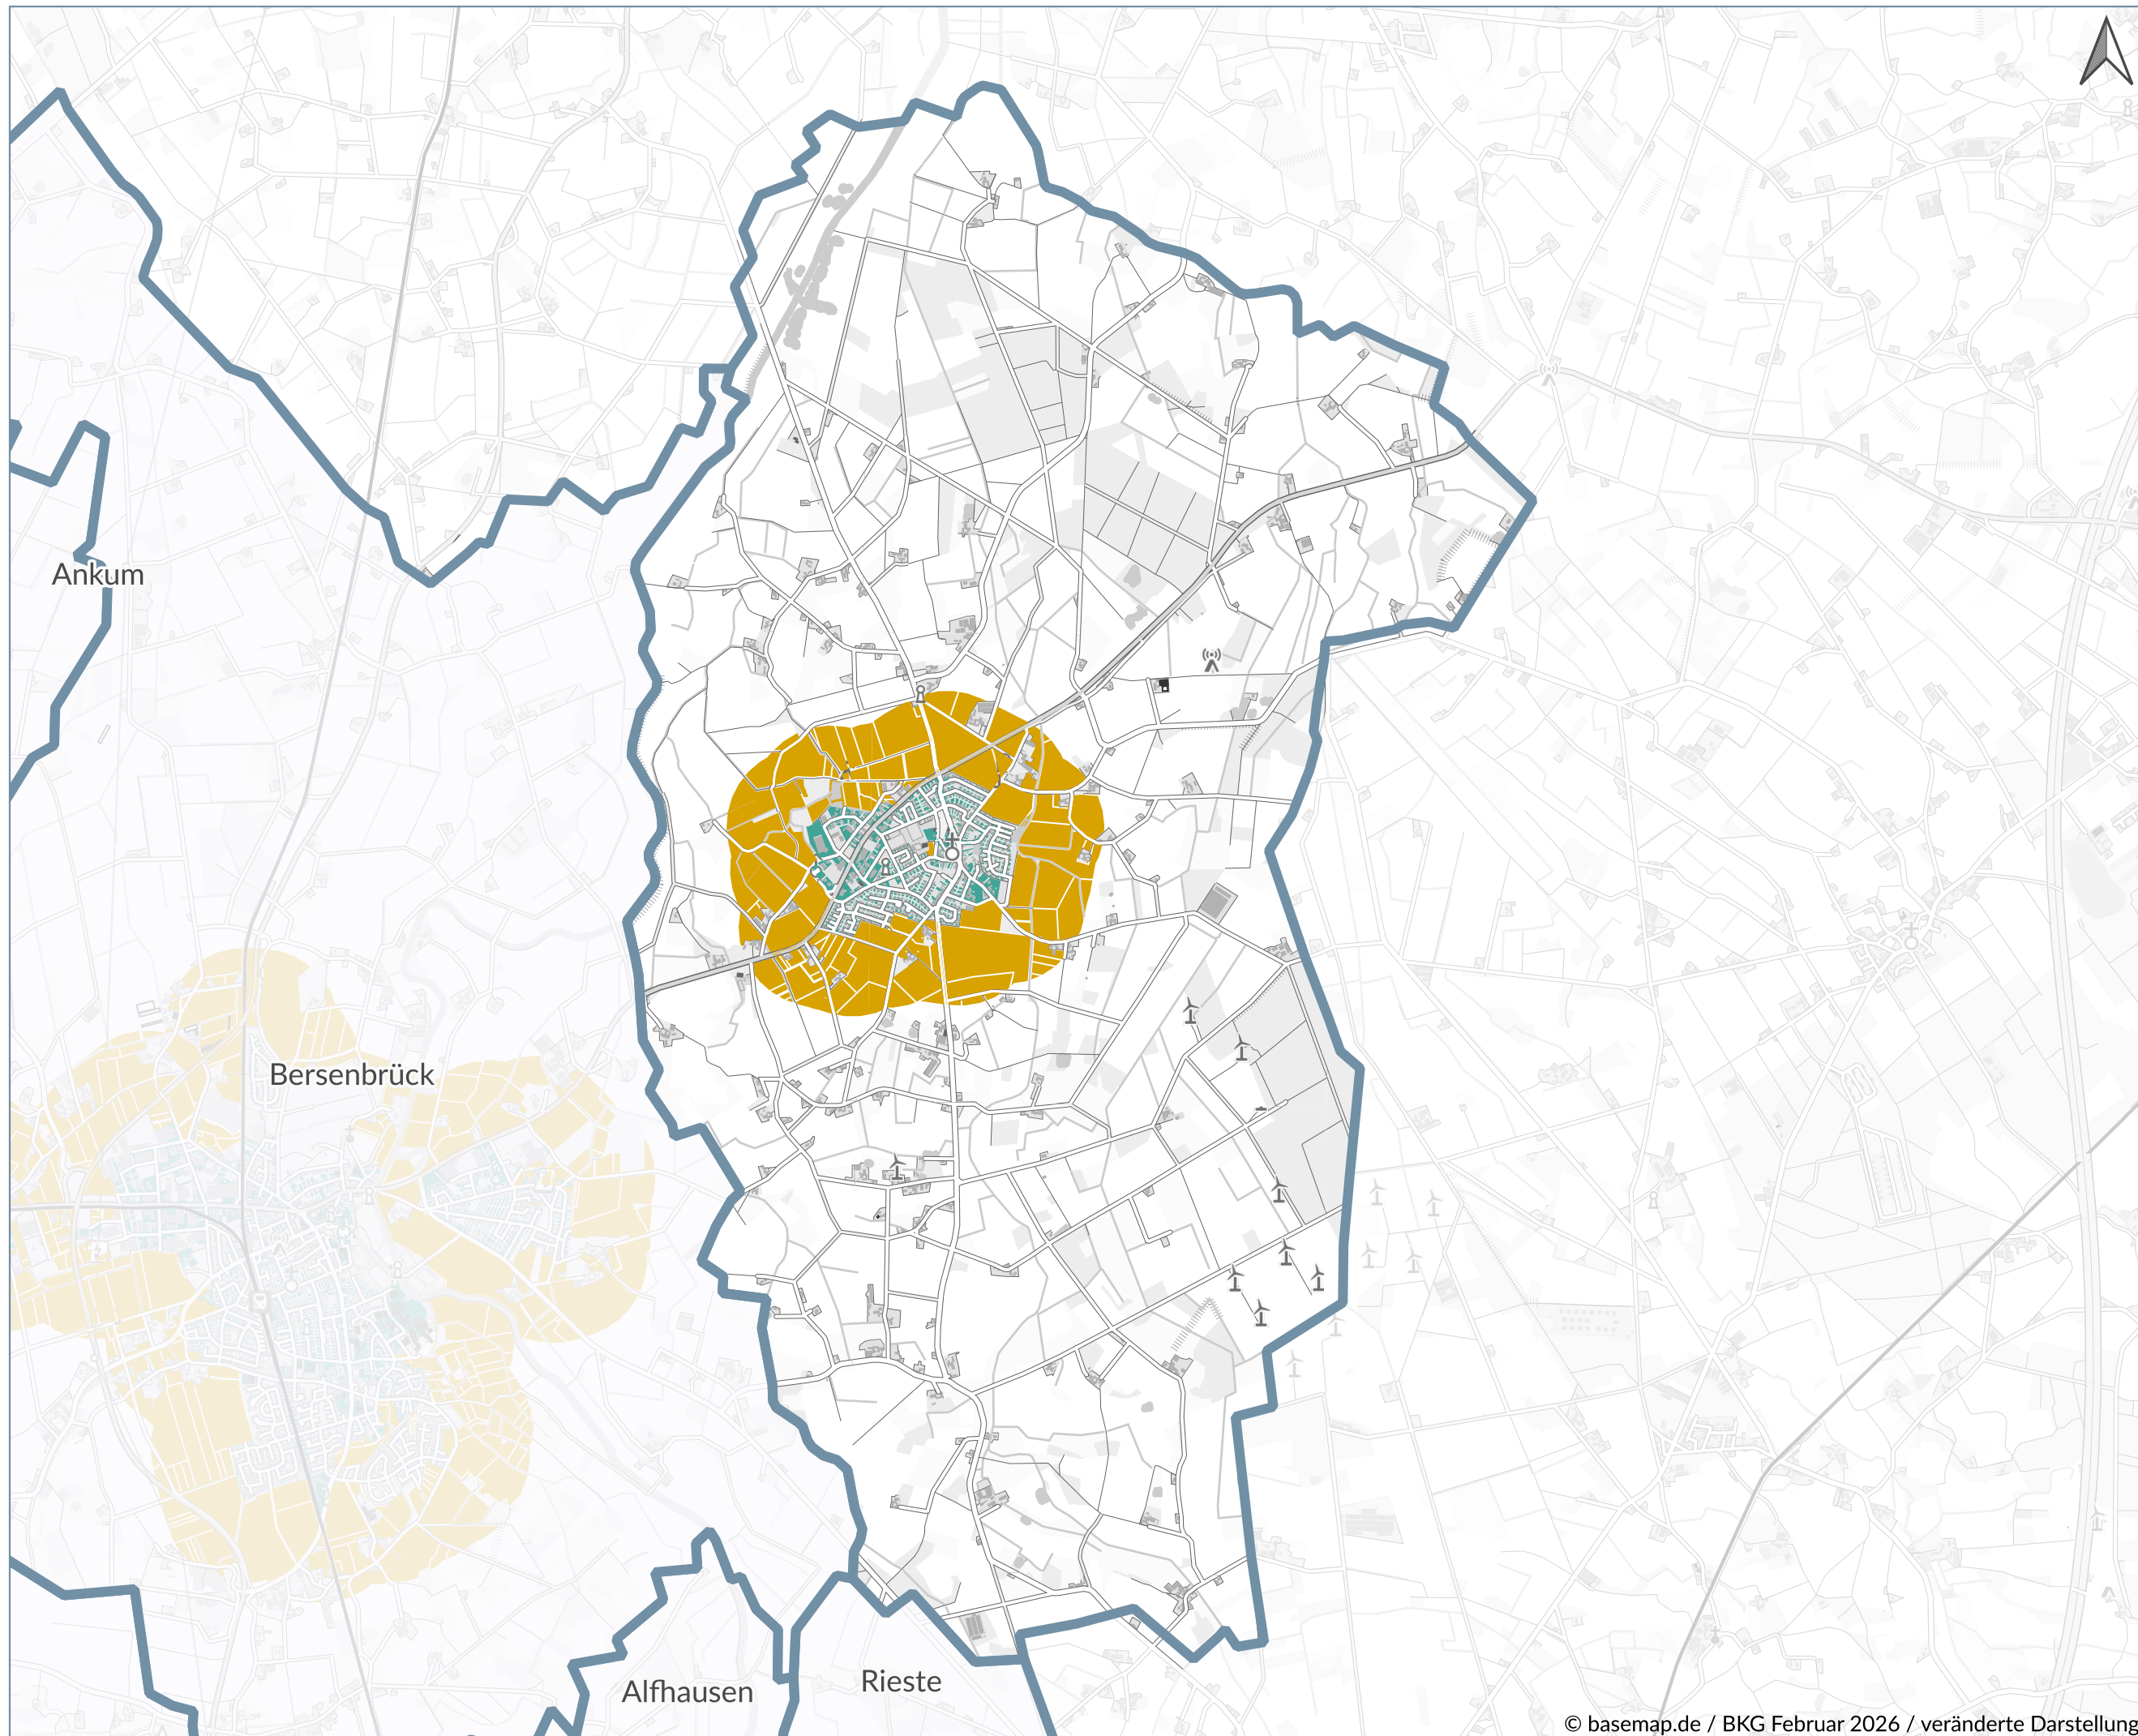 Ankum
Bersenbrück
Rieste
Alfhausen
© basemap.de / BKG Februar 2026 / veränderte Darstellung